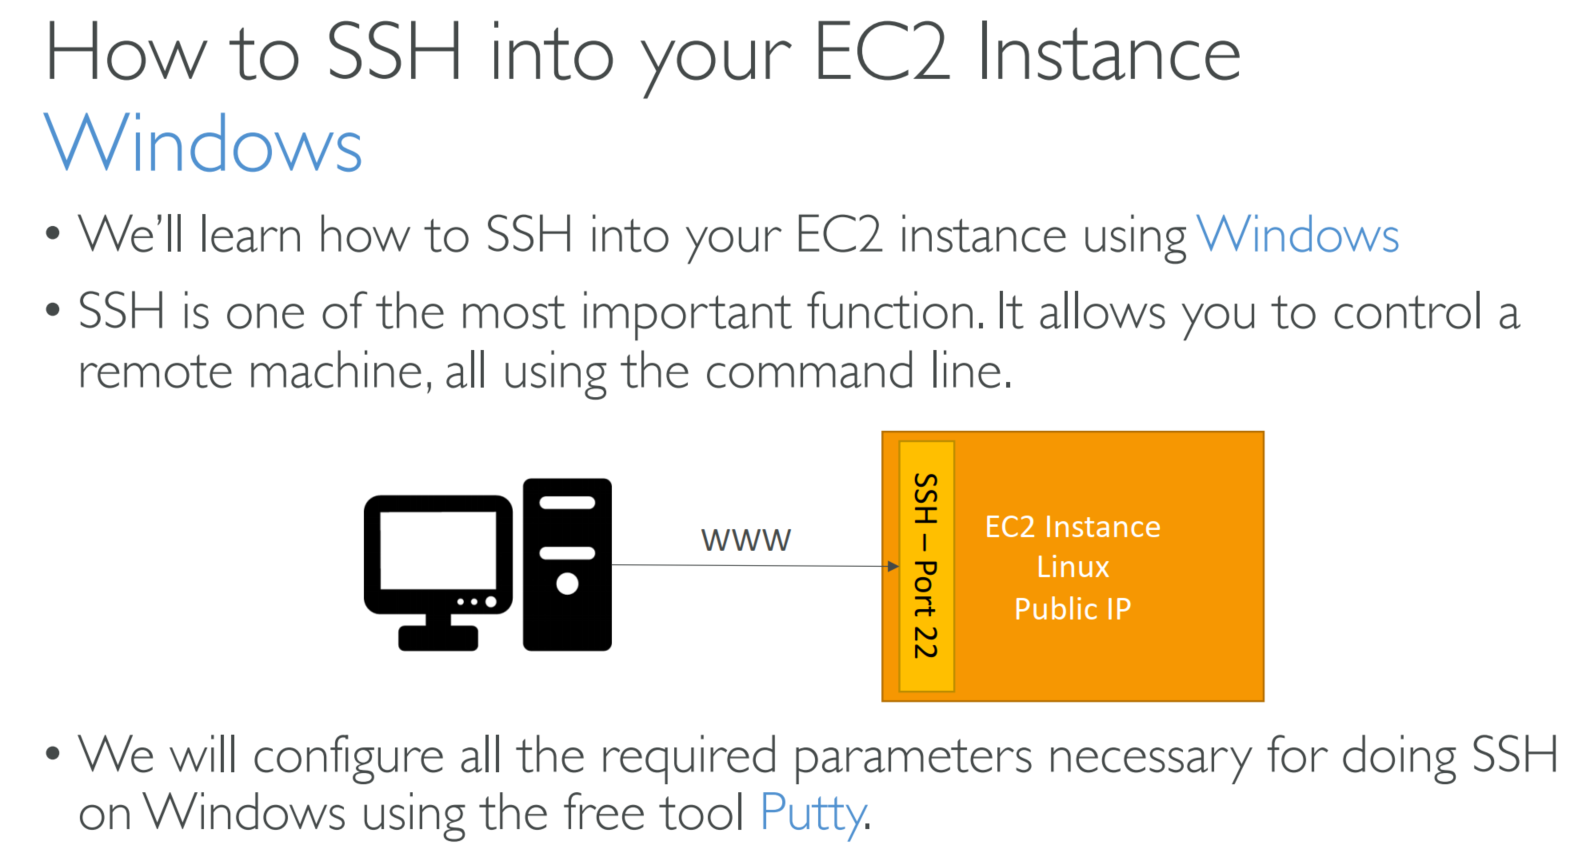 How to SSH into your EC2 Instance
Windows
• We'll learn how to SSH into your EC2 instance using Windows
• SSH is one of the most important function. It allows you to control a
remote machine, all using the command line.
WWW
SSH – Port 22
EC2 Instance
Linux
Public IP
• We will configure all the required parameters necessary for doing SSH
on Windows using the free tool Putty.